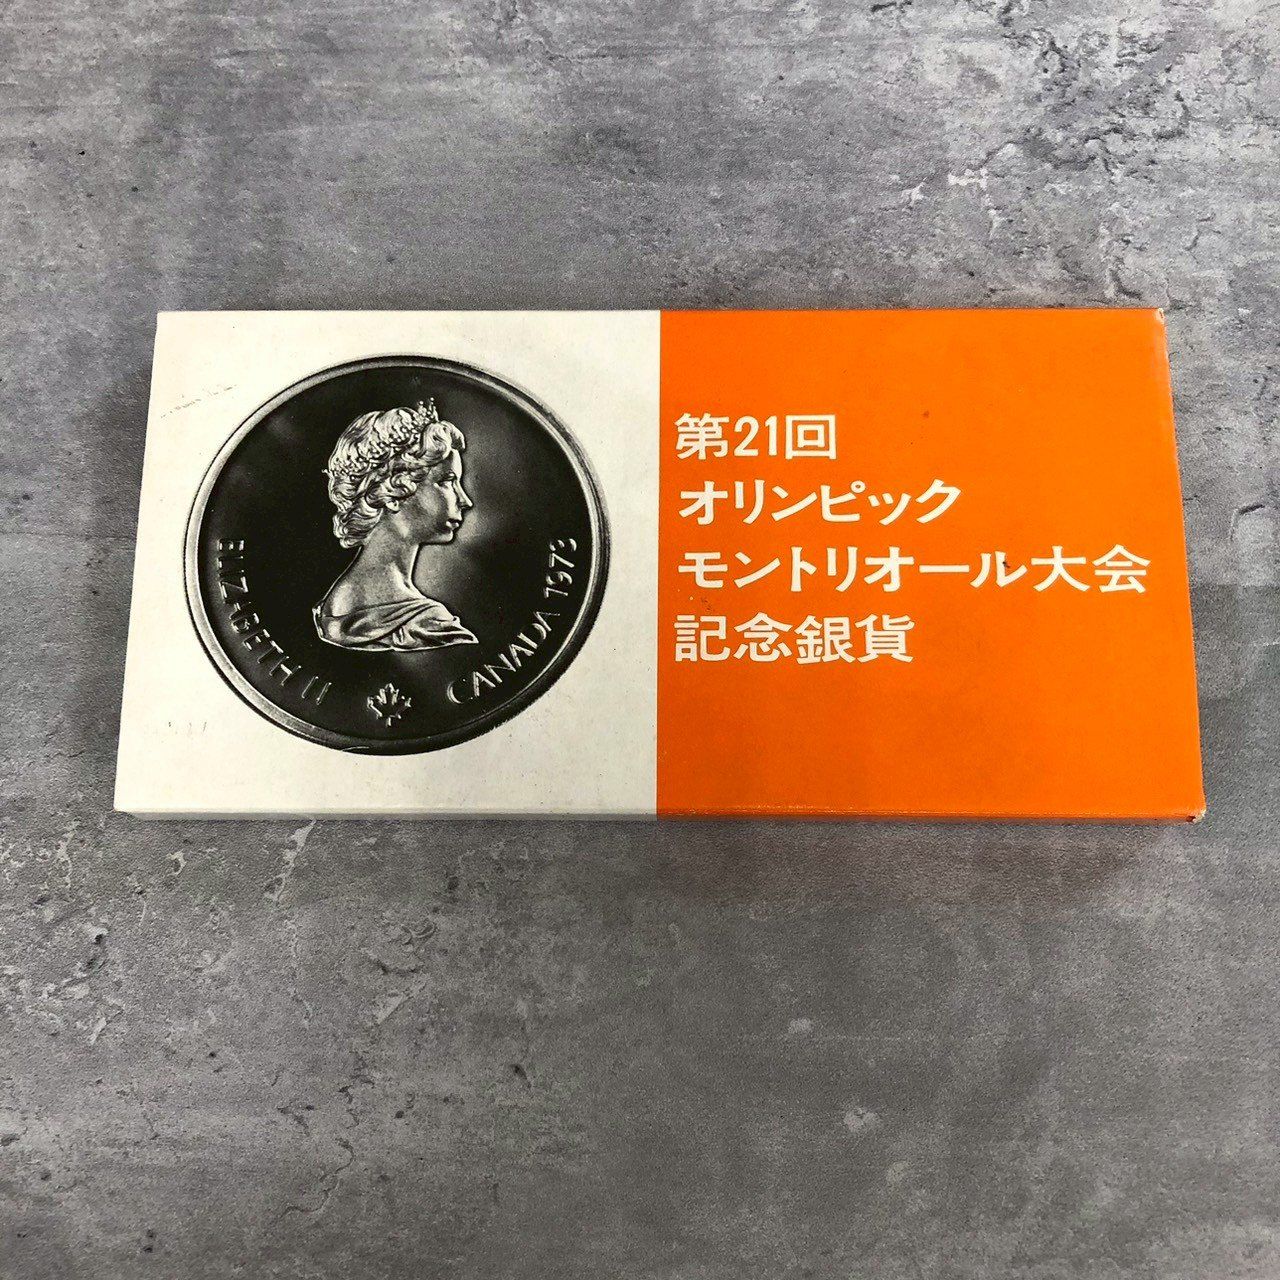 ELIZABETH II
CANADA 1973
第21回
オリンピック
モントリオール大会
記念銀貨